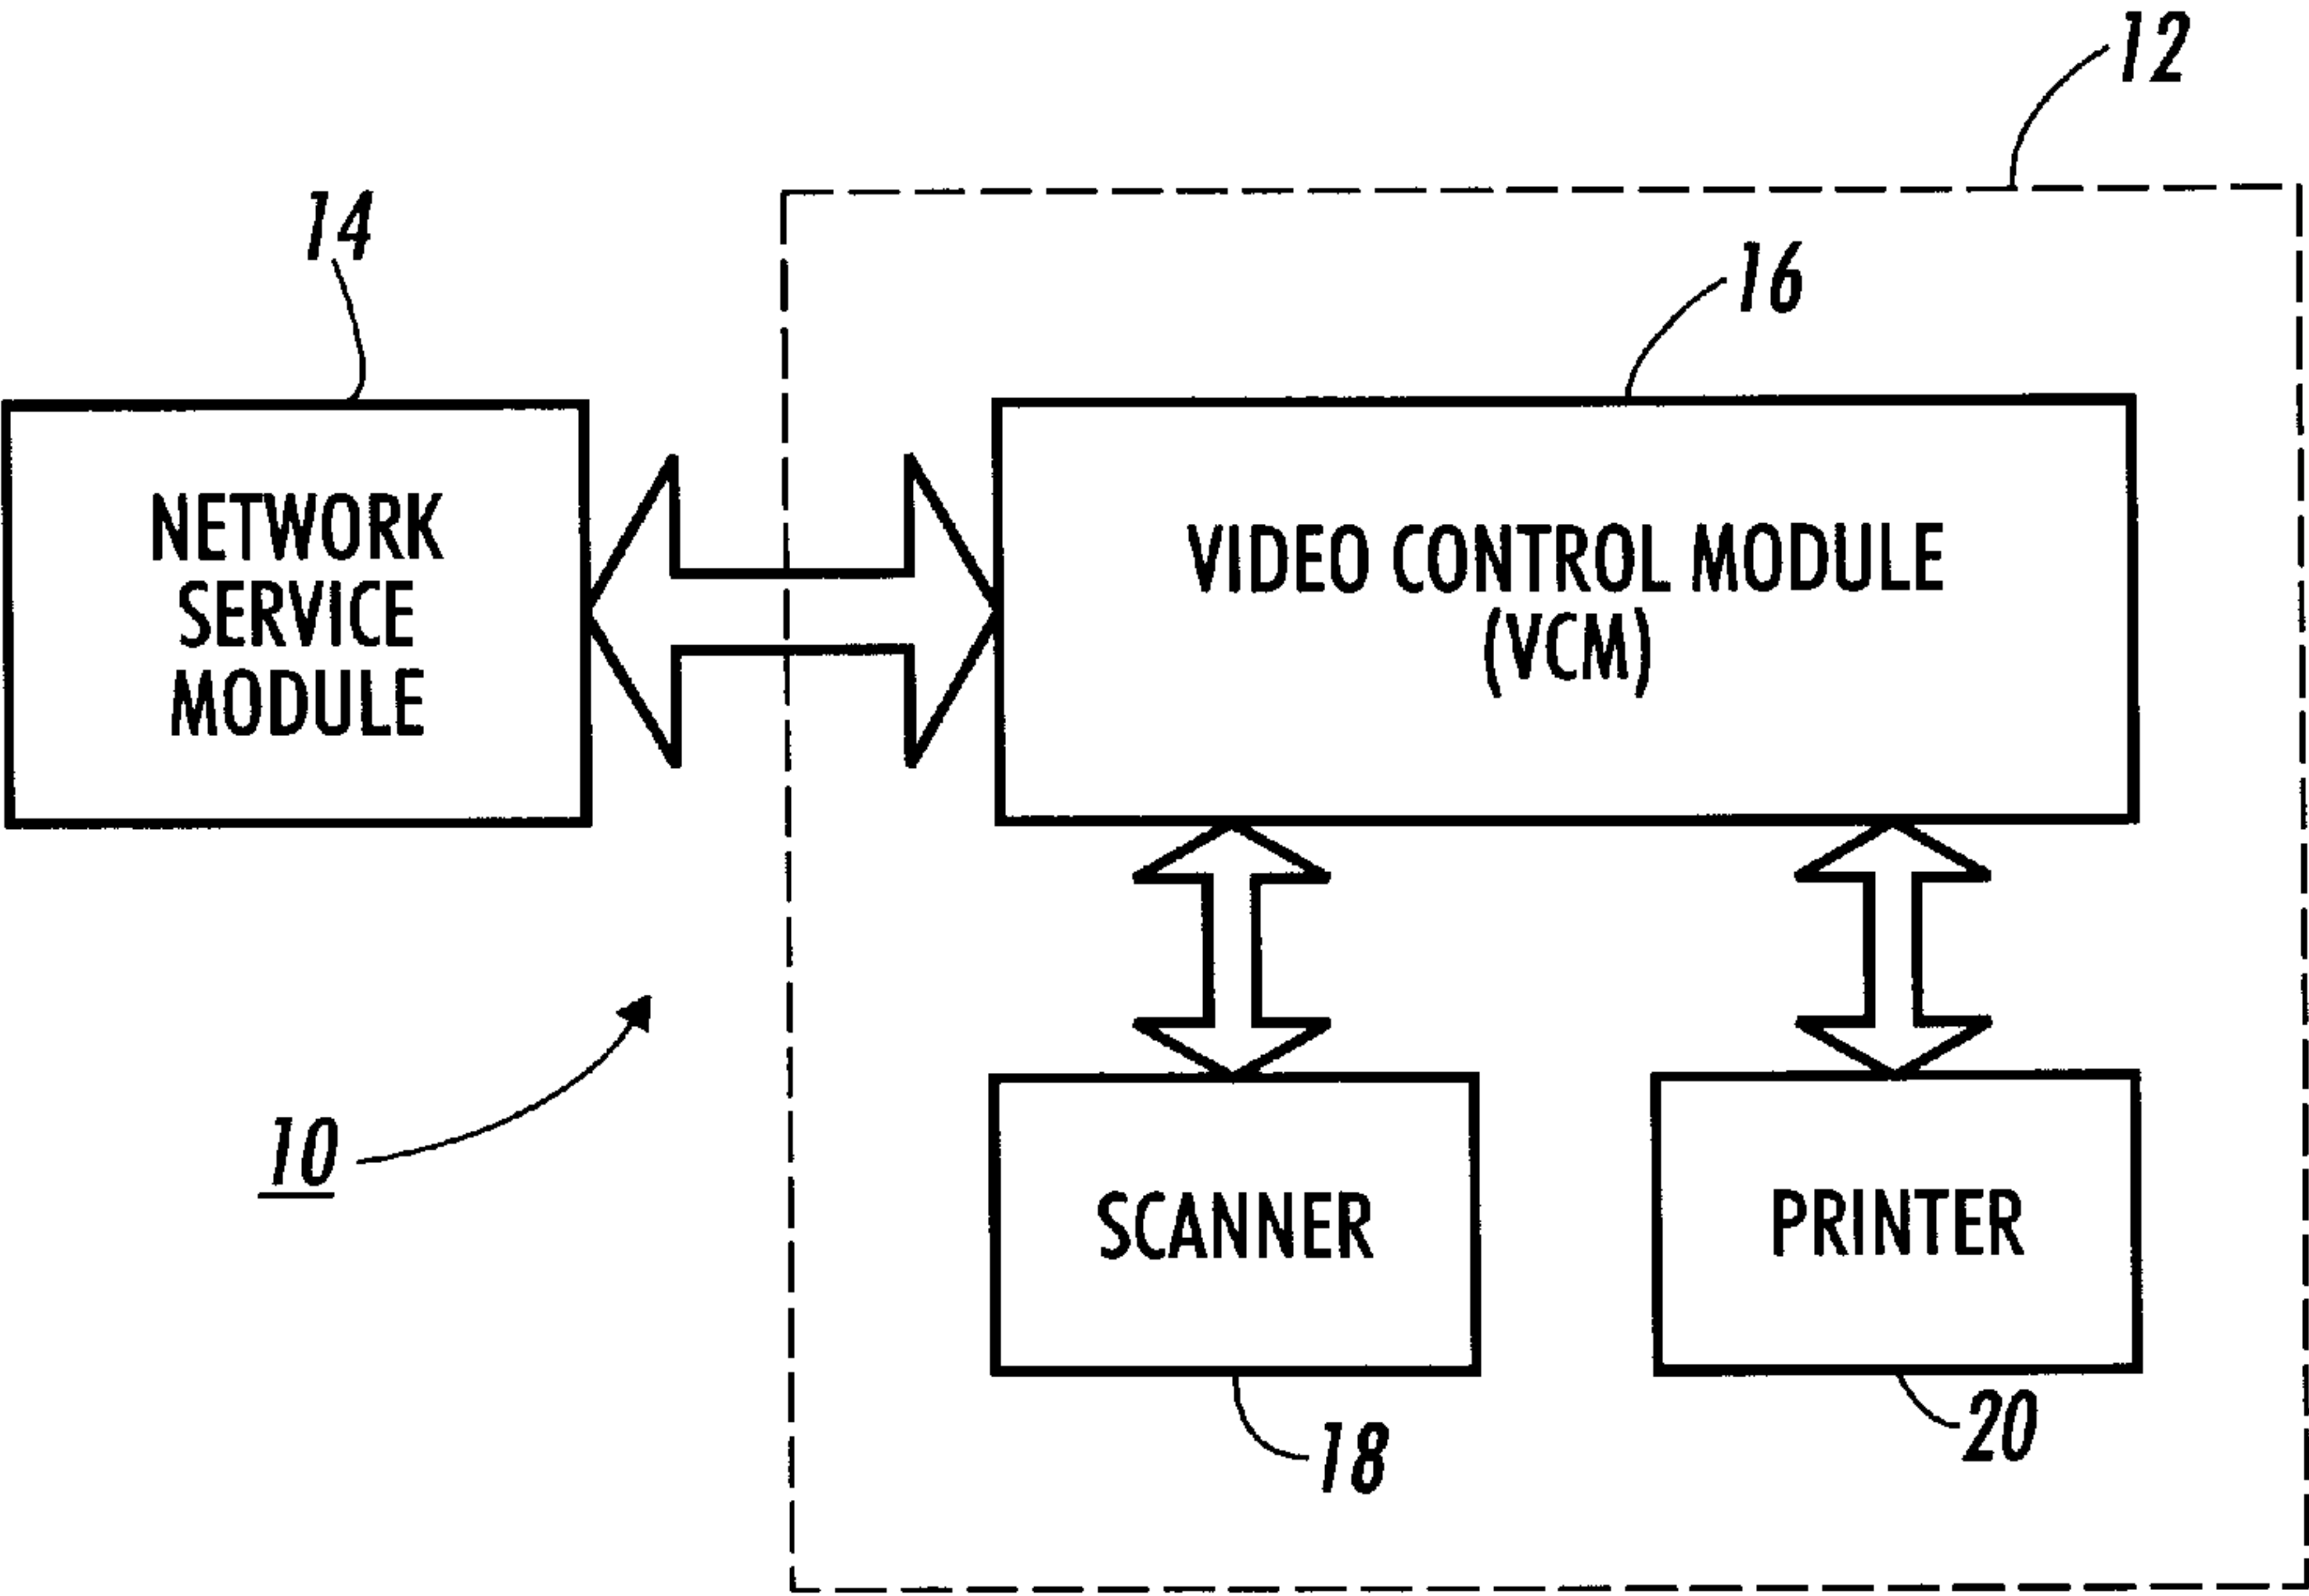 12
14
16
NETWORK
SERVICE
MODULE
VIDEO CONTROL MODULE
(VCM)
10
SCANNER
PRINTER
18
20